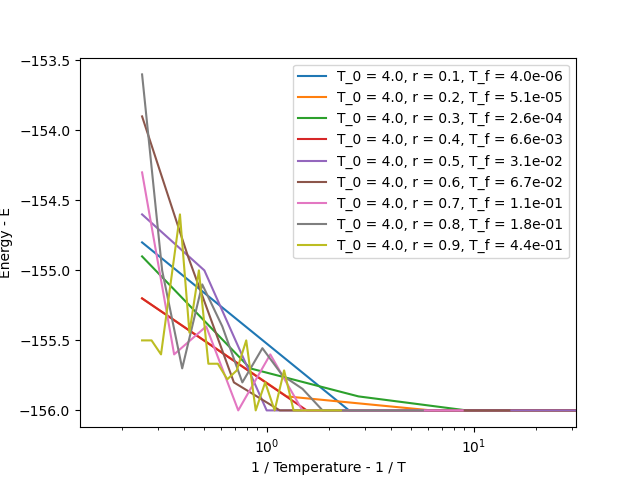 −153.5
−154.0
−154.5
−155.0
−155.5
−156.0
Energy - E
10⁰
10¹
1 / Temperature - 1 / T
T_0 = 4.0, r = 0.1, T_f = 4.0e-06
T_0 = 4.0, r = 0.2, T_f = 5.1e-05
T_0 = 4.0, r = 0.3, T_f = 2.6e-04
T_0 = 4.0, r = 0.4, T_f = 6.6e-03
T_0 = 4.0, r = 0.5, T_f = 3.1e-02
T_0 = 4.0, r = 0.6, T_f = 6.7e-02
T_0 = 4.0, r = 0.7, T_f = 1.1e-01
T_0 = 4.0, r = 0.8, T_f = 1.8e-01
T_0 = 4.0, r = 0.9, T_f = 4.4e-01